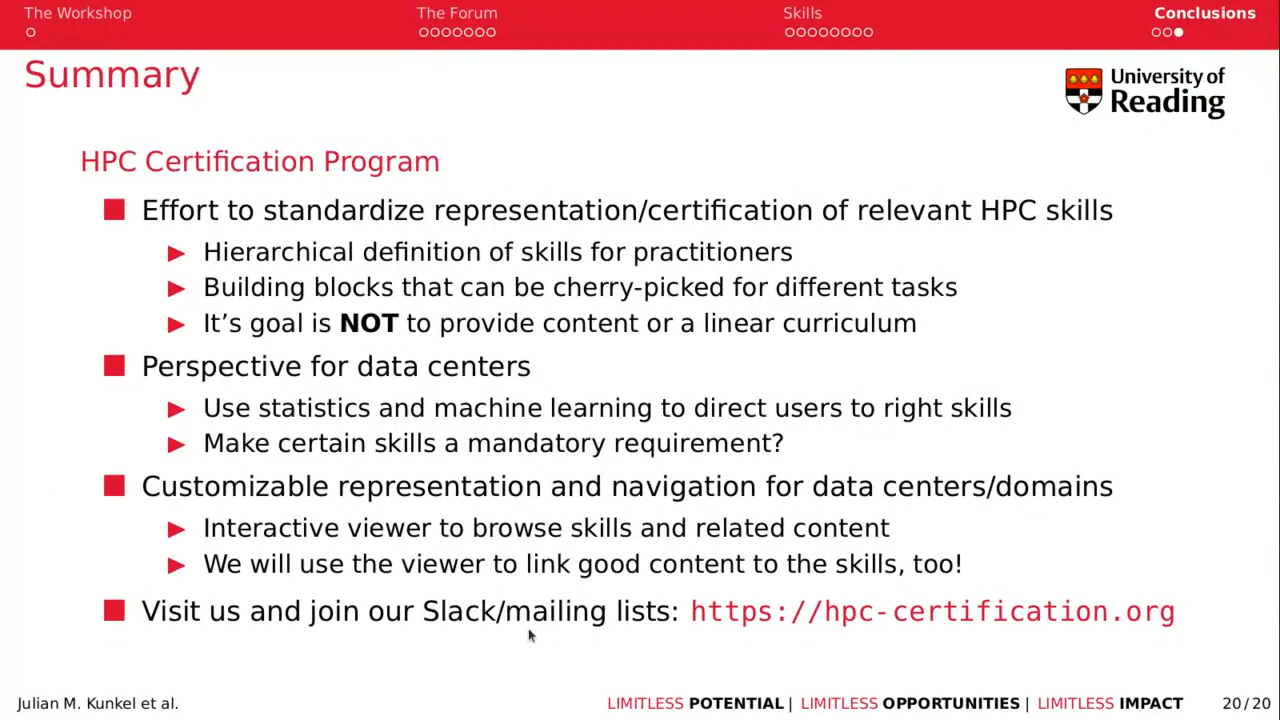 The Workshop
The Forum
Skills
Conclusions
Summary
University of
Reading
HPC Certification Program
Effort to standardize representation/certification of relevant HPC skills
Hierarchical definition of skills for practitioners
Building blocks that can be cherry-picked for different tasks
It’s goal is NOT to provide content or a linear curriculum
Perspective for data centers
Use statistics and machine learning to direct users to right skills
Make certain skills a mandatory requirement?
Customizable representation and navigation for data centers/domains
Interactive viewer to browse skills and related content
We will use the viewer to link good content to the skills, too!
Visit us and join our Slack/mailing lists: https://hpc-certification.org
Julian M. Kunkel et al.
LIMITLESS POTENTIAL | LIMITLESS OPPORTUNITIES | LIMITLESS IMPACT
20/20